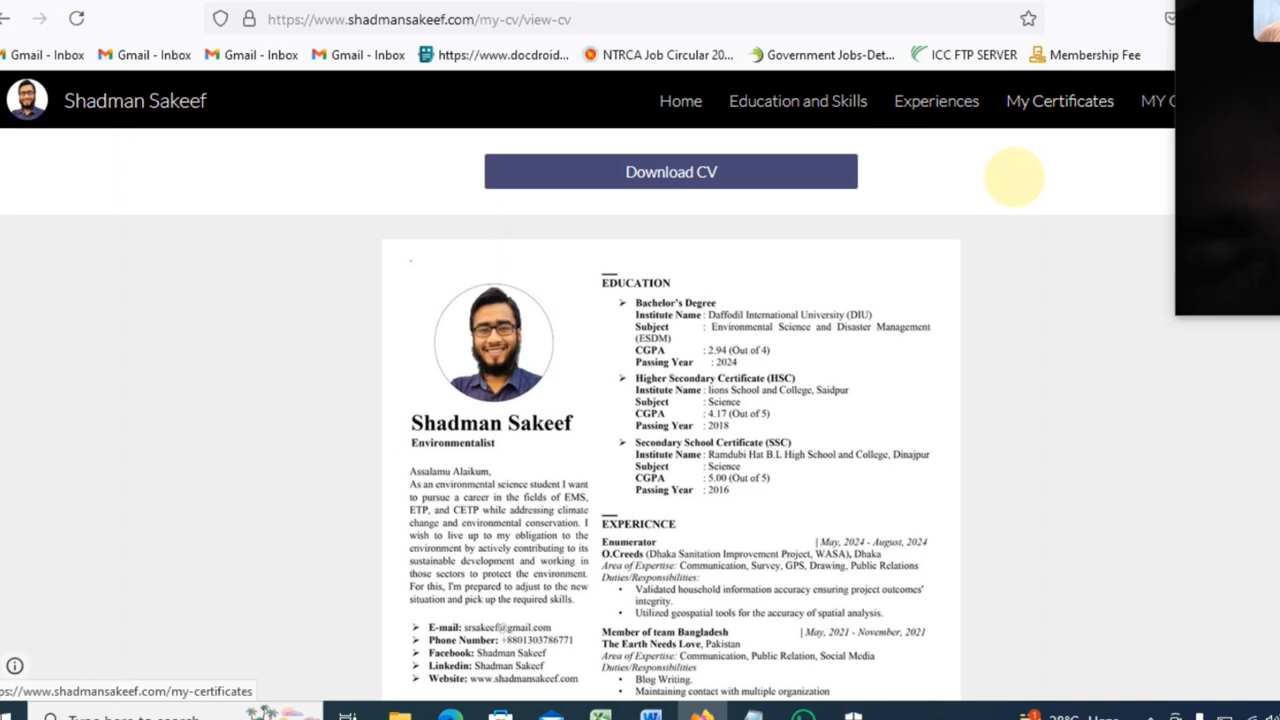 https://www.shadmansakeef.com/my-cv/view-cv
Gmail - Inbox Gmail - Inbox Gmail - Inbox Gmail - Inbox https://www.docdroid... NTRCA Job Circular 20... Government Jobs-Det... ICC FTP SERVER Membership Fee
Shadman Sakeef Home Education and Skills Experiences My Certificates MY
Download CV
Shadman Sakeef
Environmentalist
Assalamu Alaikum,
As an environmental science student I want
to pursue a career in the fields of EMS,
ETP, and CETP while addressing climate
change and environmental conservation. I
wish to live up to my obligation to the
environment by actively contributing to its
sustainable development and working in
those sectors to protect the environment.
For this, I'm prepared to adjust to the new
situation and pick up the required skills.
➢ E-mail: srsakeef@gmail.com
➢ Phone Number: +8801303786771
➢ Facebook: Shadman Sakeef
➢ Linkedin: Shadman Sakeef
➢ Website: www.shadmansakeef.com
EDUCATION
➢ Bachelor's Degree
Institute Name : Daffodil International University (DIU)
Subject : Environmental Science and Disaster Management
(ESDM)
CGPA : 2.94 (Out of 4)
Passing Year : 2024
➢ Higher Secondary Certificate (HSC)
Institute Name : lions School and College, Saidpur
Subject : Science
CGPA : 4.17 (Out of 5)
Passing Year : 2018
➢ Secondary School Certificate (SSC)
Institute Name : Ramdubi Hat B.L High School and College, Dinajpur
Subject : Science
CGPA : 5.00 (Out of 5)
Passing Year : 2016
EXPERICNCE
Enumerator | May, 2024 - August, 2024
O.Creeds (Dhaka Sanitation Improvement Project, WASA), Dhaka
Area of Expertise: Communication, Survey, GPS, Drawing, Public Relations
Duties/Responsibilities:
• Validated household information accuracy ensuring project outcomes'
integrity.
• Utilized geospatial tools for the accuracy of spatial analysis.
Member of team Bangladesh | May, 2021 - November, 2021
The Earth Needs Love, Pakistan
Area of Expertise: Communication, Public Relation, Social Media
Duties/Responsibilities
• Blog Writing.
• Maintaining contact with multiple organization
ps://www.shadmansakeef.com/my-certificates
Type here to search